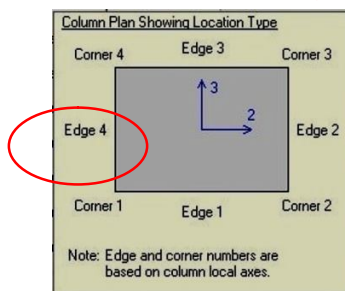 Column Plan Showing Location Type
Corner 4 Edge 3 Corner 3
3
Edge 4 2 Edge 2
Corner 1 Edge 1 Corner 2
Note: Edge and corner numbers are
based on column local axes.